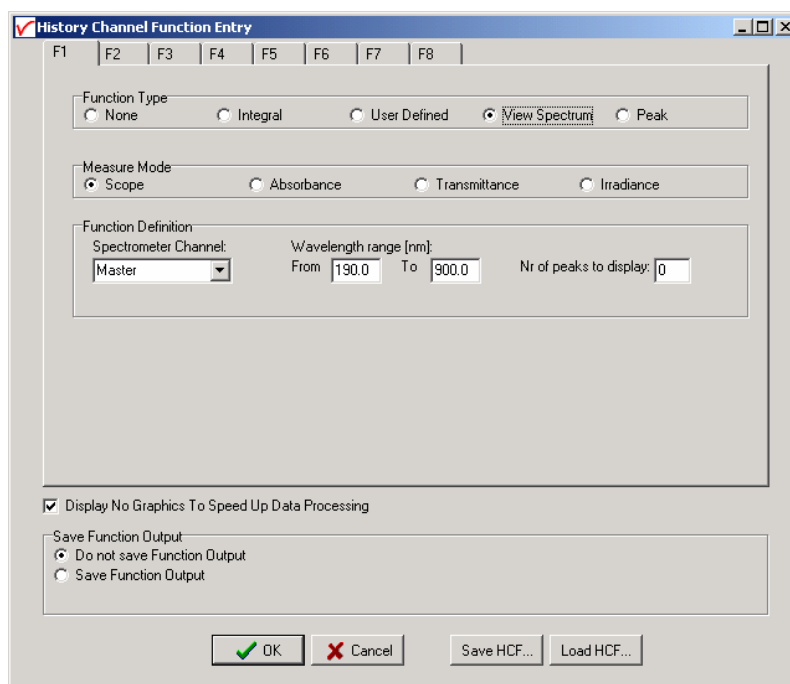 History Channel Function Entry
F1 F2 F3 F4 F5 F6 F7 F8
Function Type
None Integral User Defined View Spectrum Peak
Measure Mode
Scope Absorbance Transmittance Irradiance
Function Definition
Spectrometer Channel: Wavelength range [nm]:
Master From 190.0 To 900.0 Nr of peaks to display: 0
Display No Graphics To Speed Up Data Processing
Save Function Output
Do not save Function Output
Save Function Output
OK Cancel Save HCF... Load HCF...